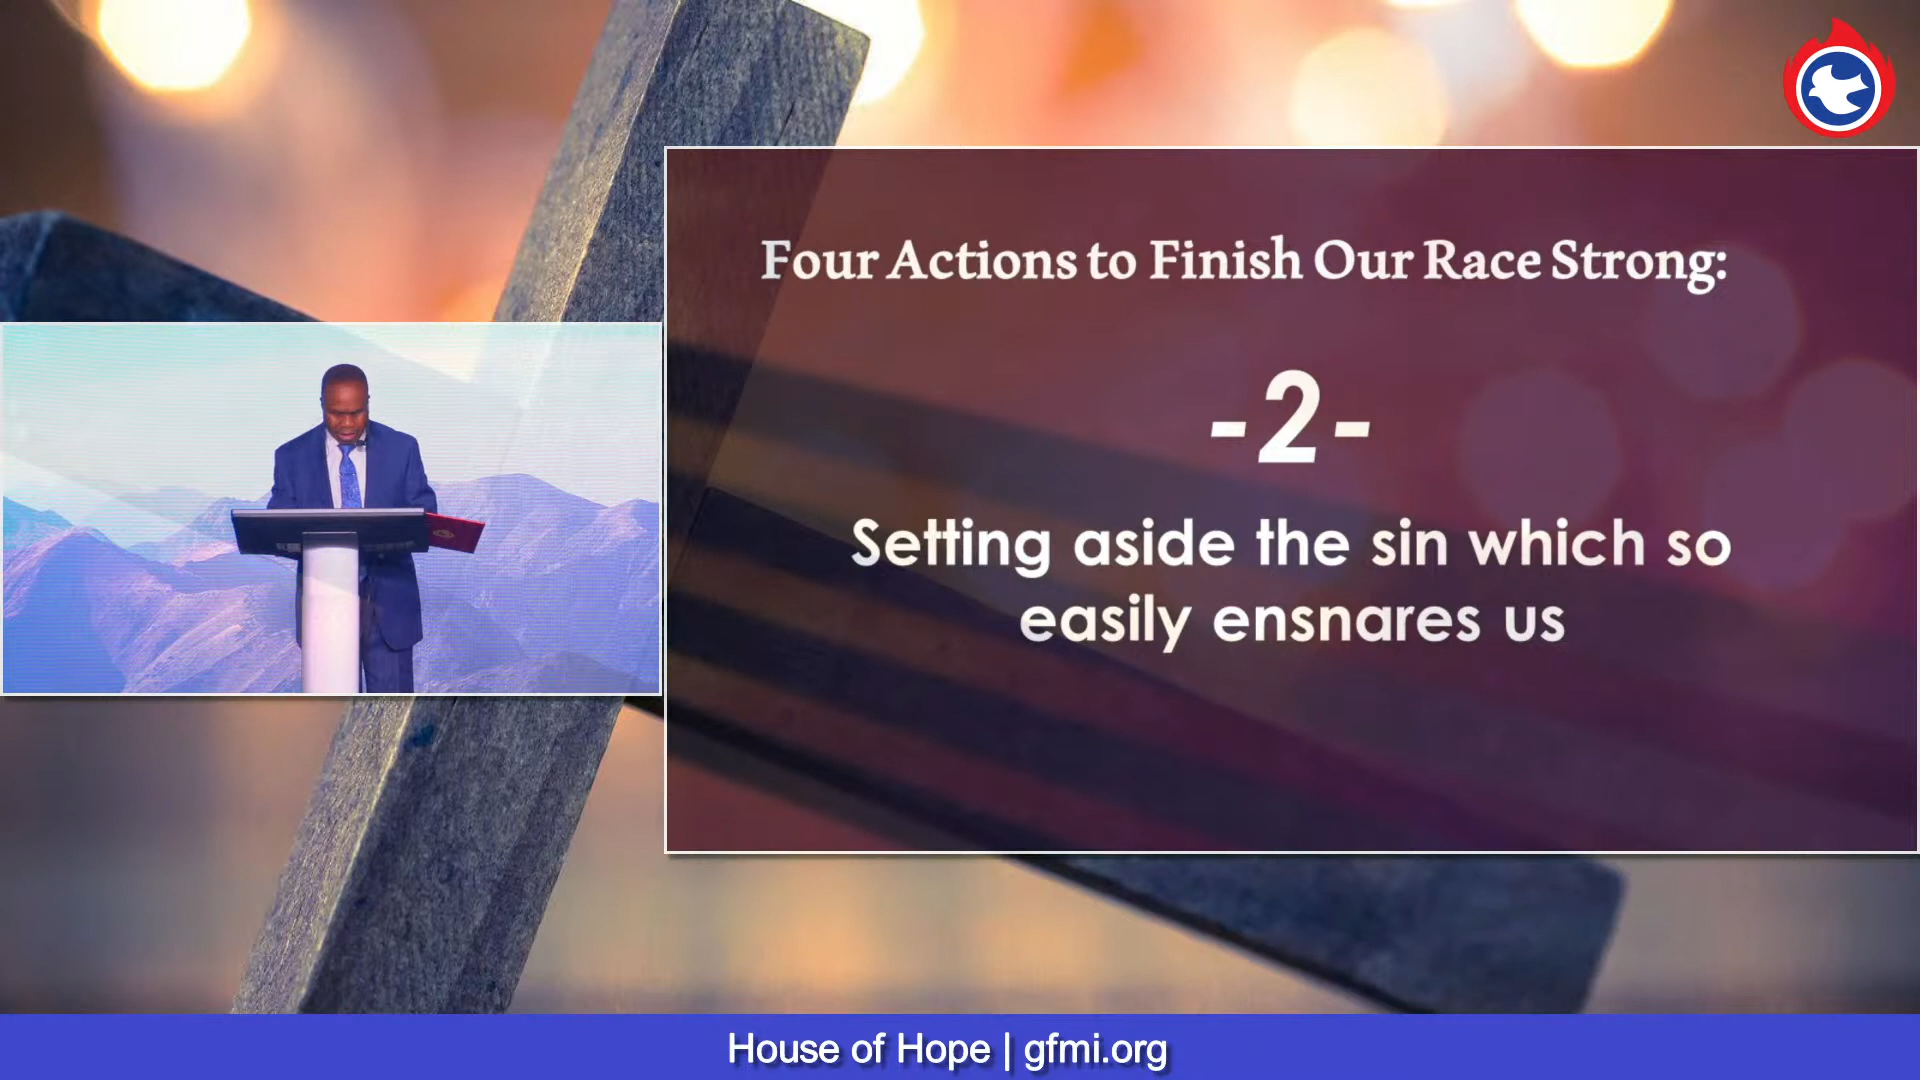 Four Actions to Finish Our Race Strong:
-2-
Setting aside the sin which so
easily ensnares us
House of Hope | gfmi.org